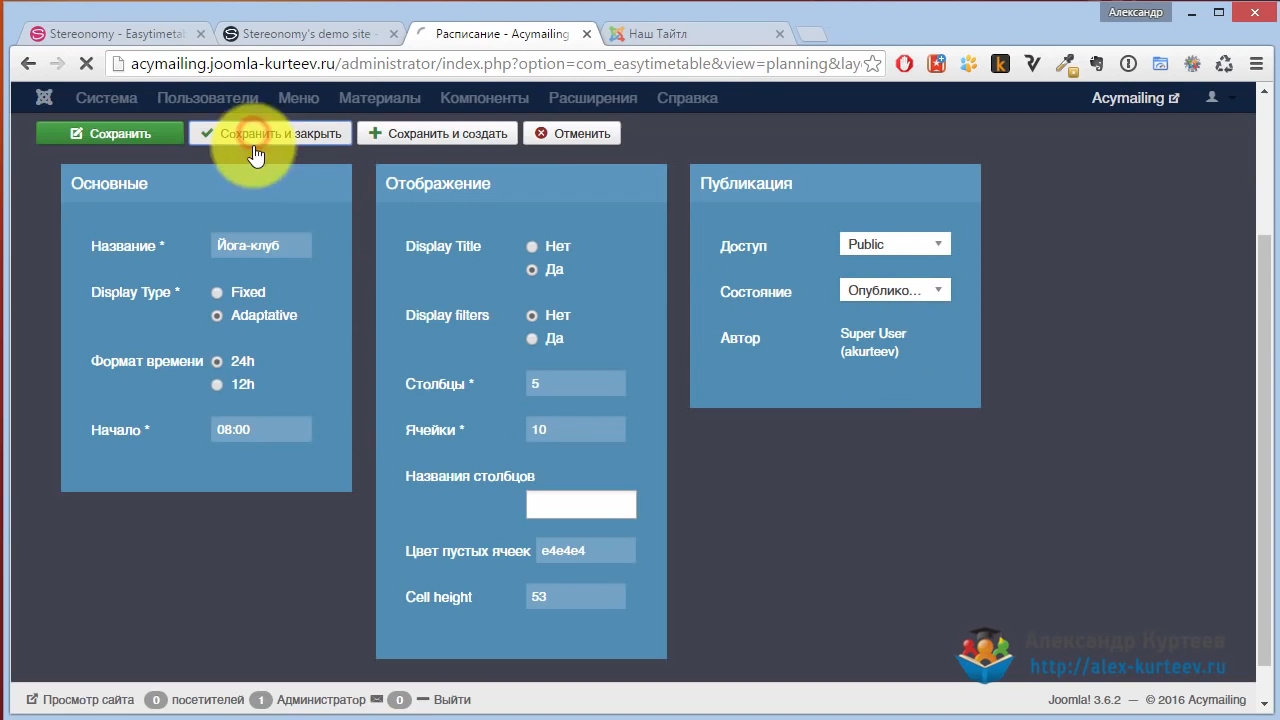 Александр
Stereonomy - Easytimetab
Stereonomy's demo site -
Расписание - Acymailing
Наш Тайтл
acymailing.joomla-kurteev.ru/administrator/index.php?option=com_easytimetable&view=planning&lay
Система Пользователи Меню Материалы Компоненты Расширения Справка Acymailing
Сохранить Сохранить и закрыть Сохранить и создать Отменить
Основные
Название * Йога-клуб
Display Type * Fixed
Adaptative
Формат времени 24h
12h
Начало * 08:00
Отображение
Display Title Нет
Да
Display filters Нет
Да
Столбцы * 5
Ячейки * 10
Названия столбцов
Цвет пустых ячеек e4e4e4
Cell height 53
Публикация
Доступ Public
Состояние Опублико...
Автор Super User
(akurteev)
Александр Куртеев
http://alex-kurteev.ru
Просмотр сайта 0 посетителей 1 Администратор 0 Выйти
Joomla! 3.6.2 — © 2016 Acymailing